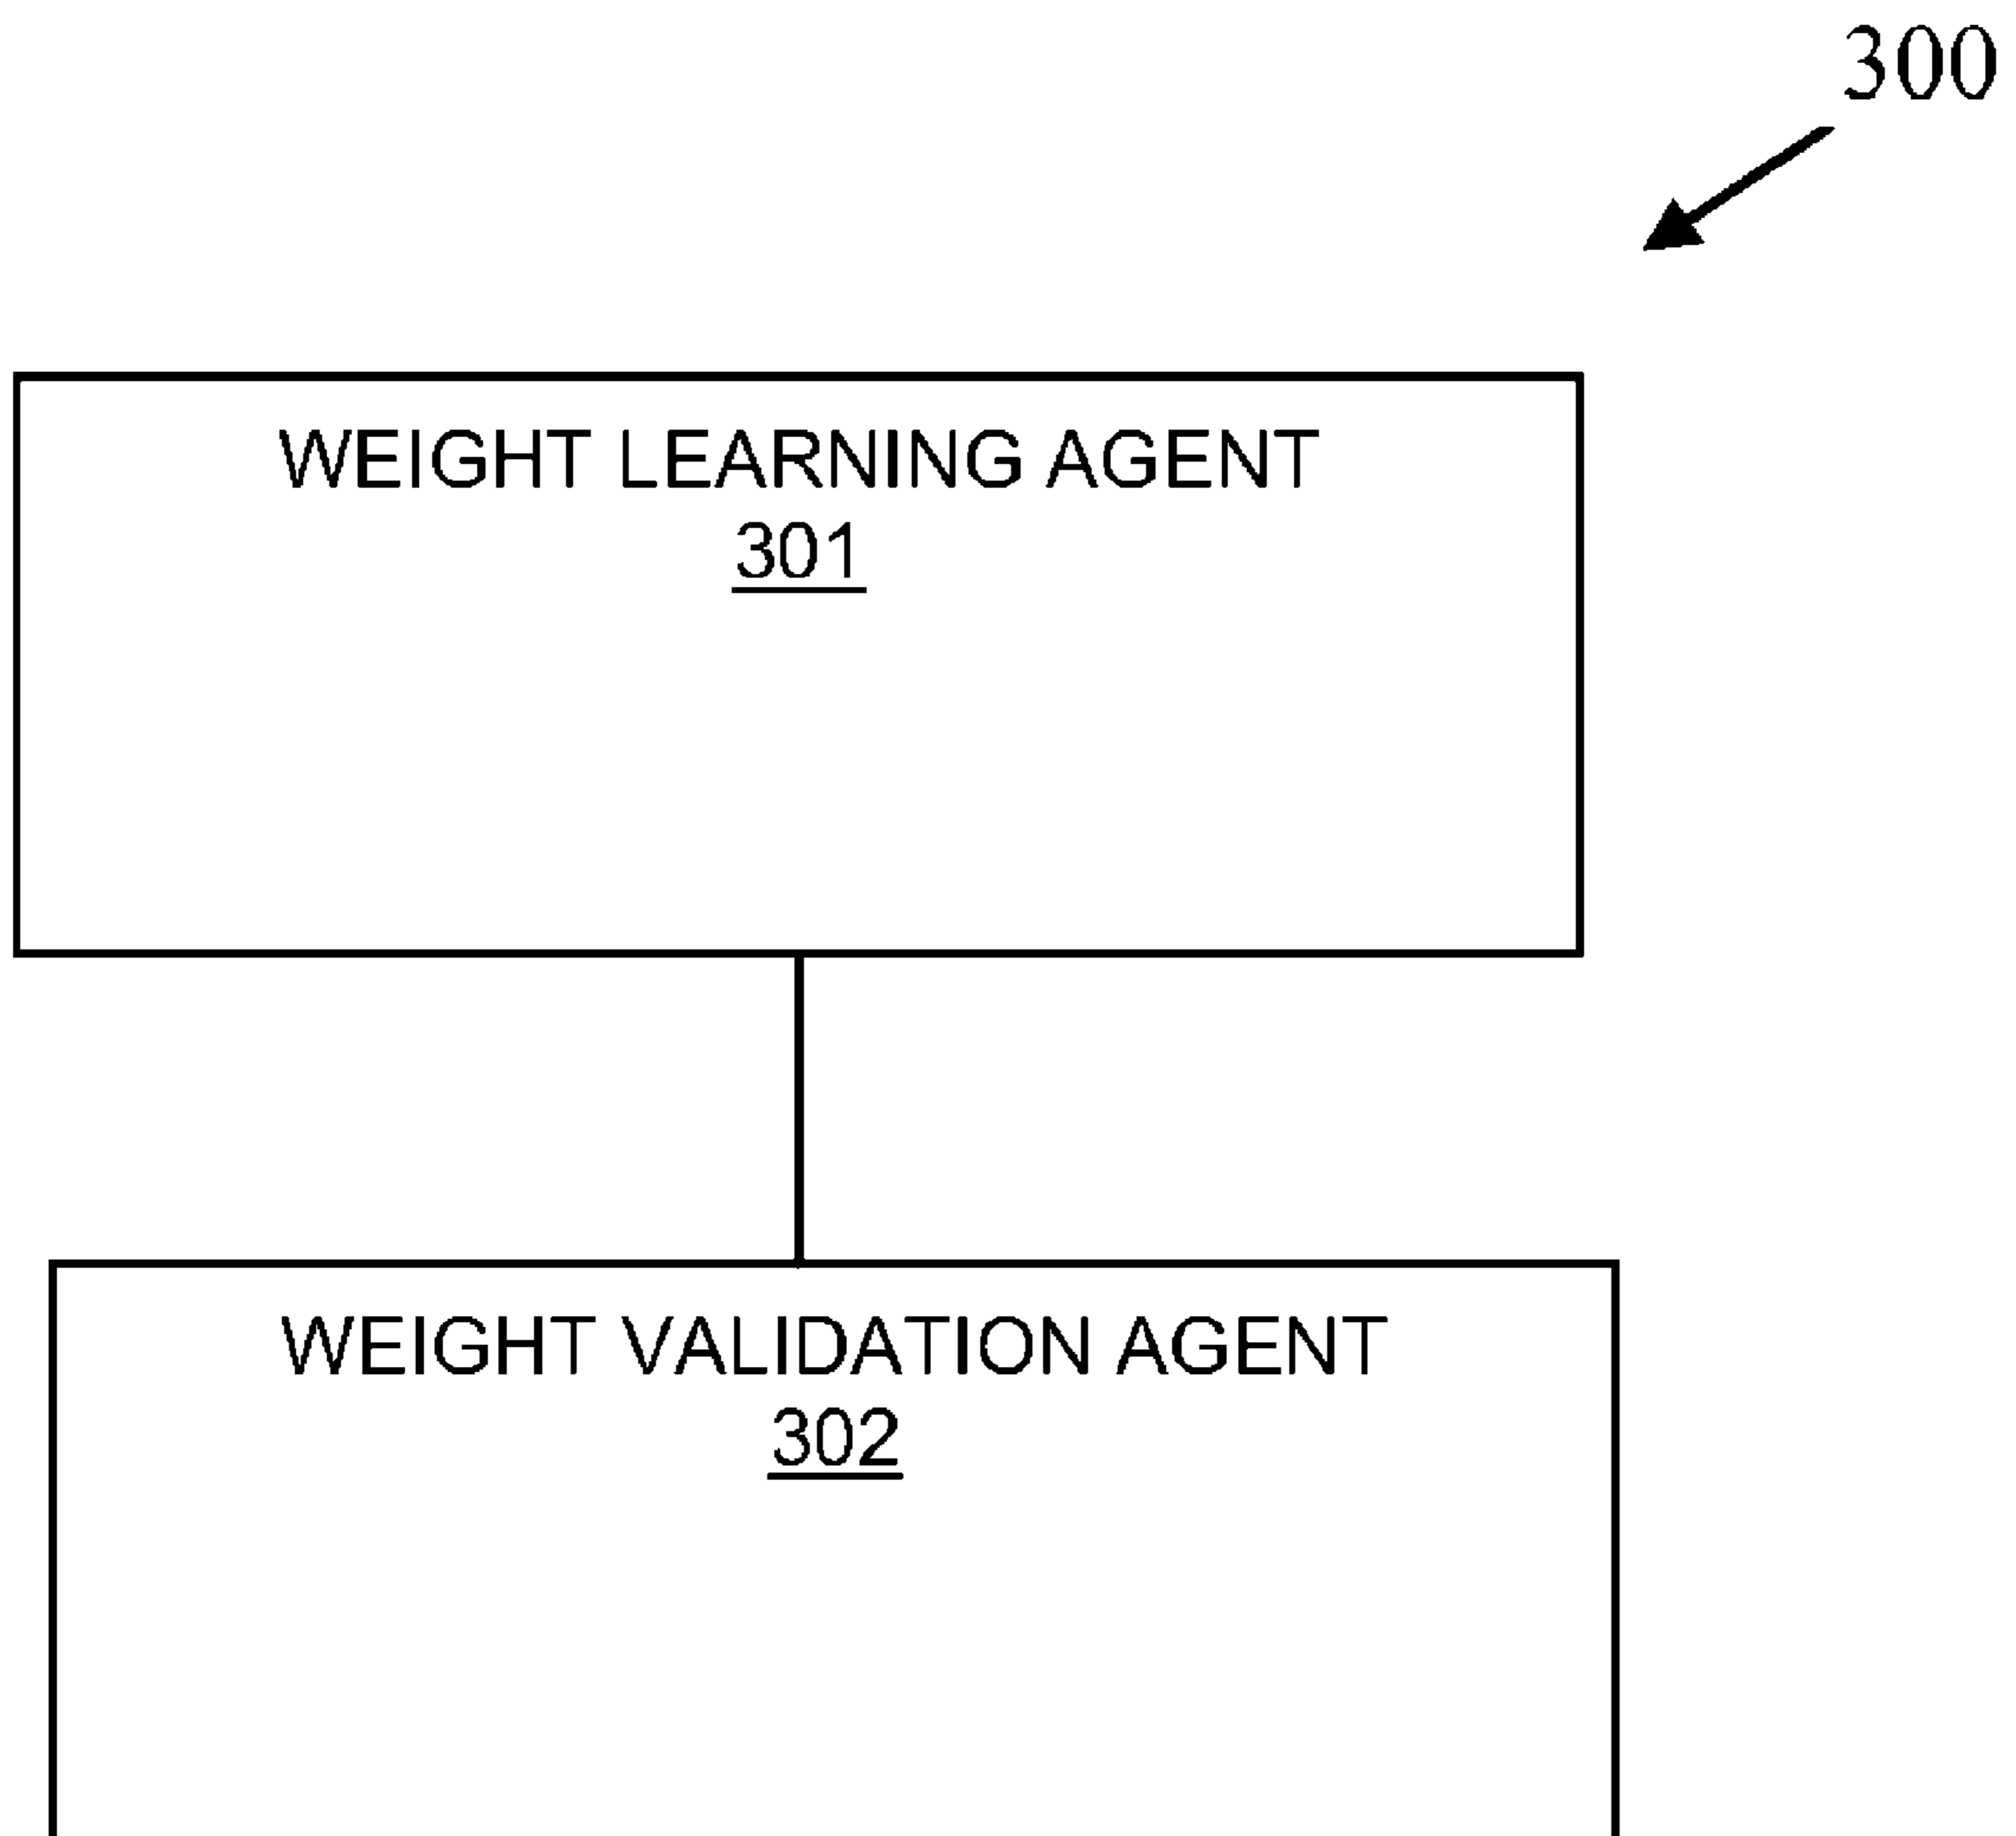 300
WEIGHT LEARNING AGENT
301
WEIGHT VALIDATION AGENT
302